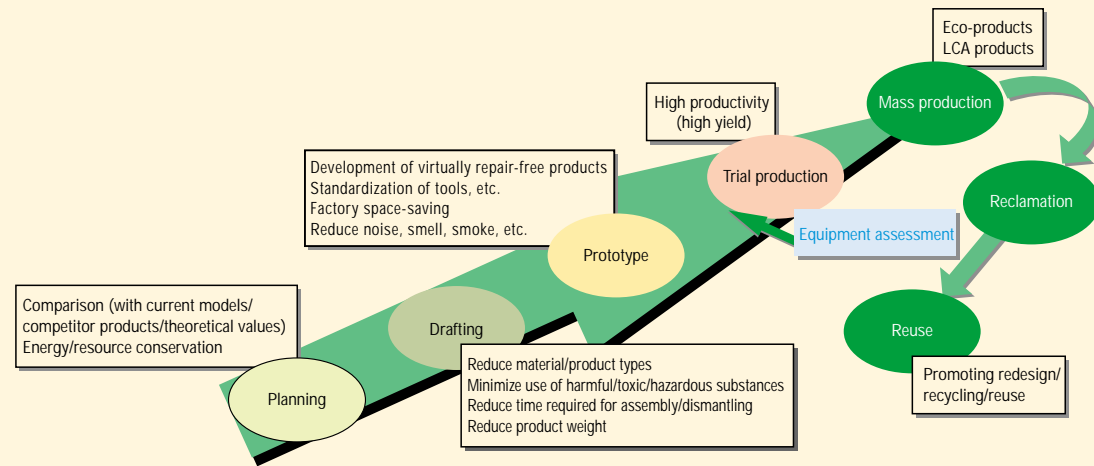 Eco-products
LCA products
Mass production
High productivity
(high yield)
Trial production
Reclamation
Equipment assessment
Development of virtually repair-free products
Standardization of tools, etc.
Factory space-saving
Reduce noise, smell, smoke, etc.
Prototype
Comparison (with current models/
competitor products/theoretical values)
Energy/resource conservation
Drafting
Reuse
Reduce material/product types
Minimize use of harmful/toxic/hazardous substances
Reduce time required for assembly/dismantling
Reduce product weight
Promoting redesign/
recycling/reuse
Planning